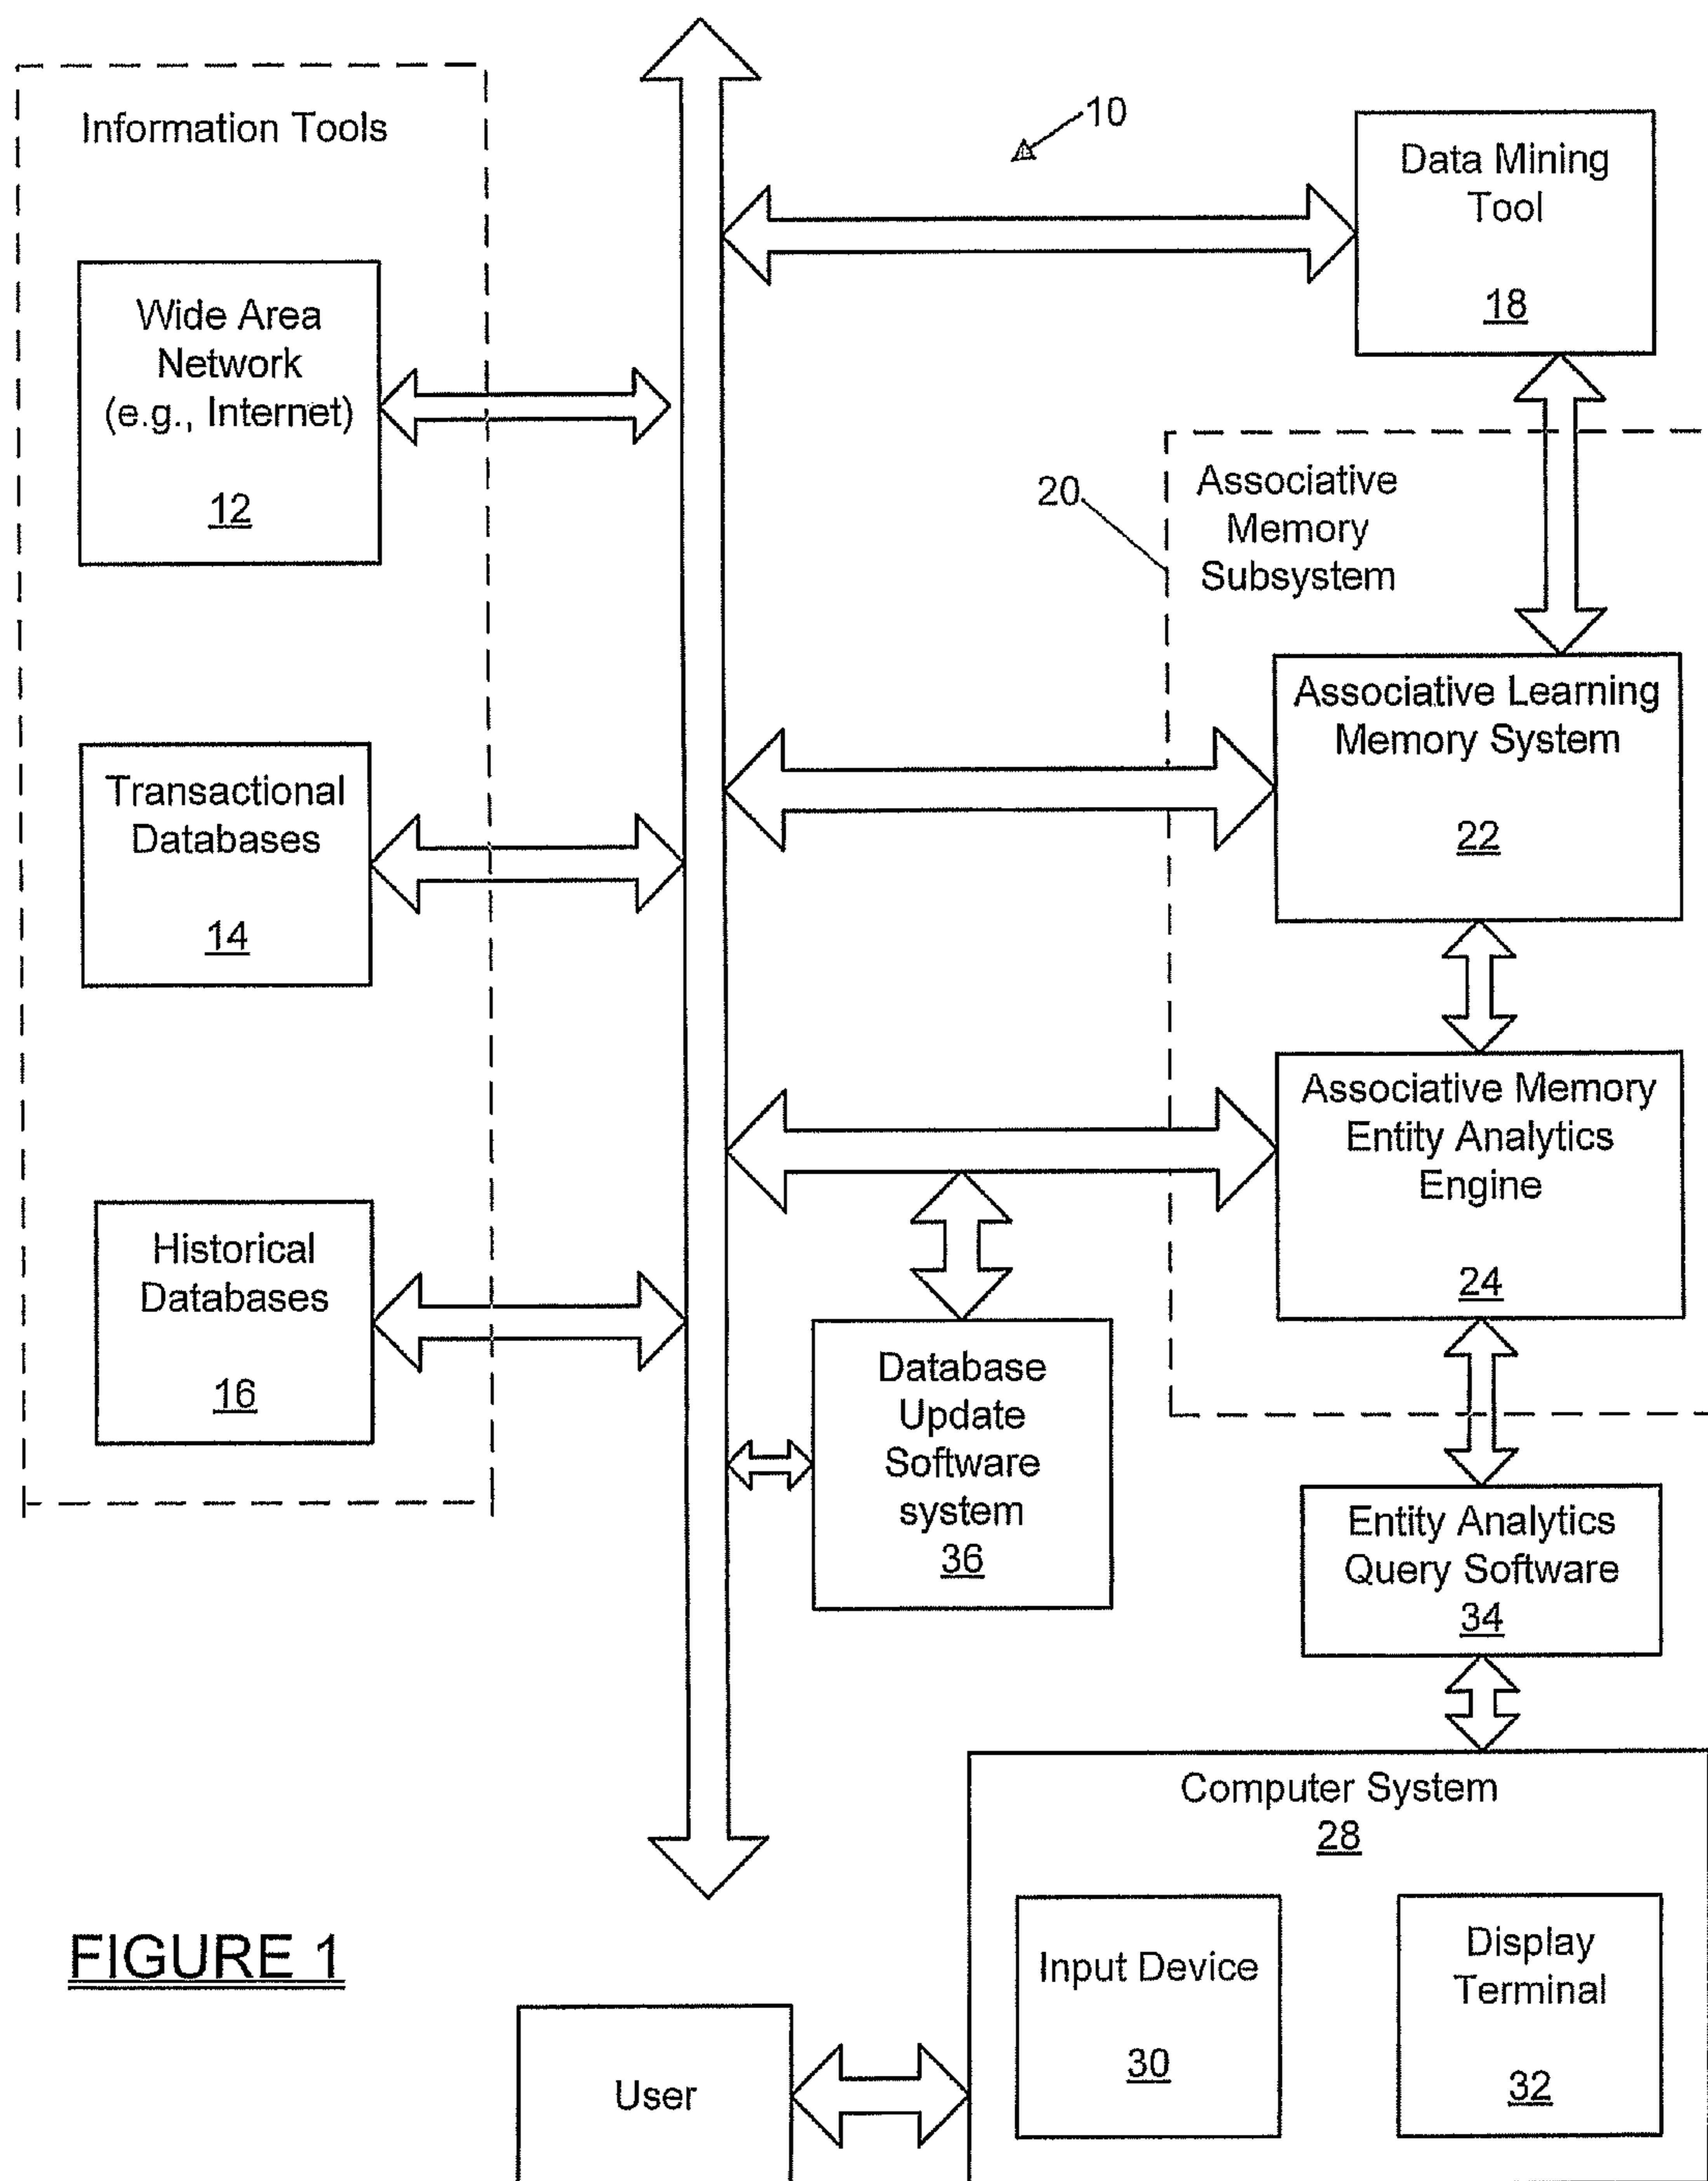 Information Tools
10
Data Mining
Tool
18
Wide Area
Network
(e.g., Internet)
12
20
Associative
Memory
Subsystem
Associative Learning
Memory System
22
Transactional
Databases
14
Associative Memory
Entity Analytics
Engine
24
Historical
Databases
16
Database
Update
Software
system
36
Entity Analytics
Query Software
34
Computer System
28
Input Device
30
Display
Terminal
32
FIGURE 1
User